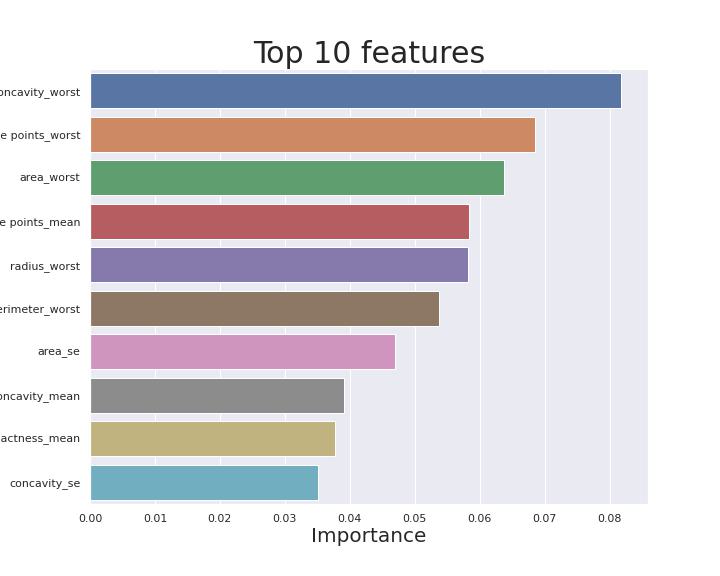 Top 10 features
oncavity_worst
e points_worst
area_worst
e points_mean
radius_worst
erimeter_worst
area_se
oncavity_mean
actness_mean
concavity_se
0.00 0.01 0.02 0.03 0.04 0.05 0.06 0.07 0.08
Importance